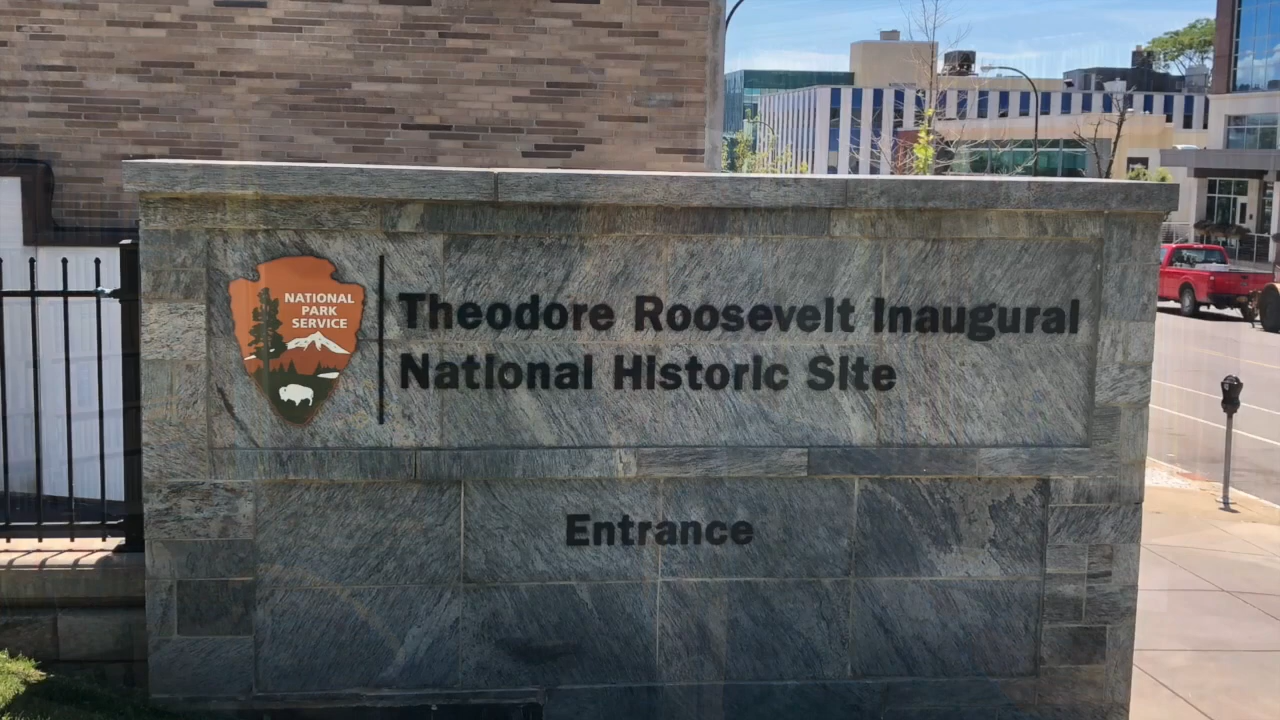 NATIONAL
PARK
SERVICE
Theodore Roosevelt Inaugural
National Historic Site
Entrance